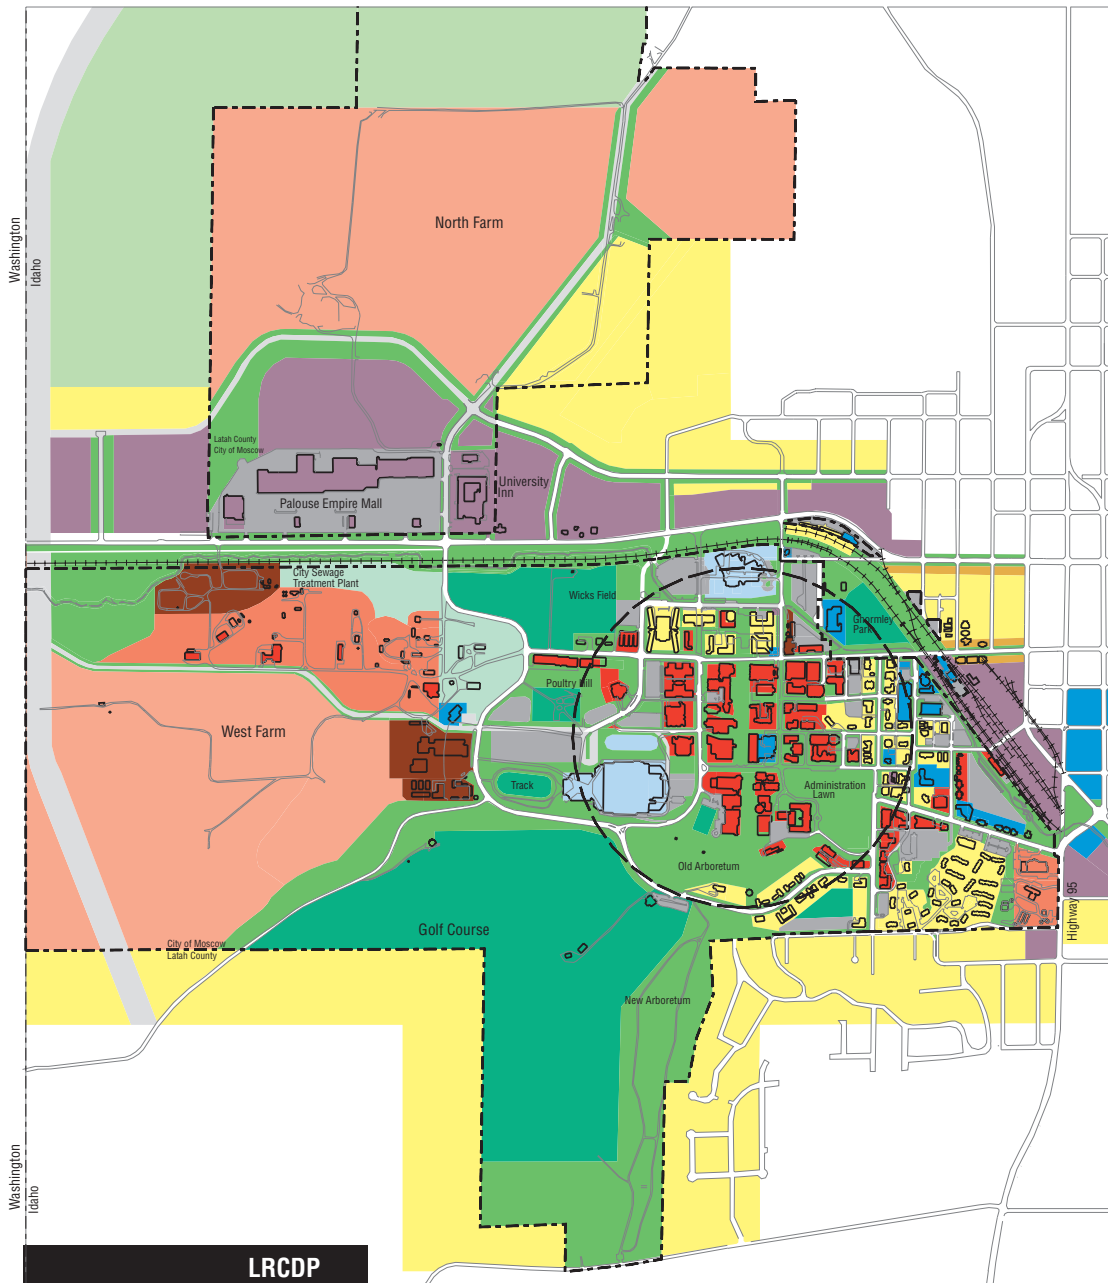 North Farm
Washington
Idaho
Latah County
City of Moscow
University
Inn
Palouse Empire Mall
City Sewage
Treatment Plant
Wicks Field
Ghormley
Park
Poultry Hill
West Farm
Track
Administration
Lawn
Old Arboretum
Golf Course
City of Moscow
Latah County
Highway 95
New Arboretum
Washington
Idaho
LRCDP